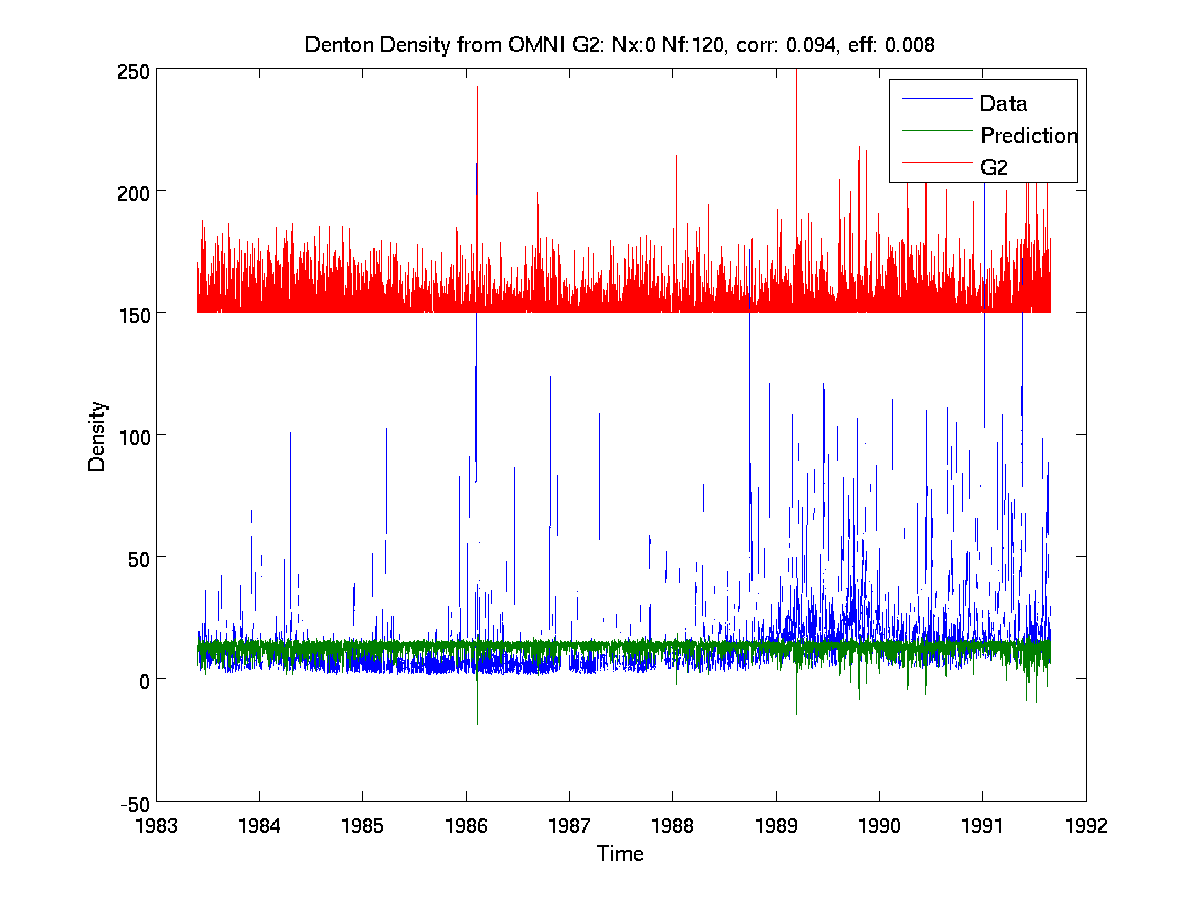 Denton Density from OMNI G2: Nx:0 Nf:120, corr: 0.094, eff: 0.008
250
200
150
100
50
0
-50
Density
Data
Prediction
G2
1983 1984 1985 1986 1987 1988 1989 1990 1991 1992
Time